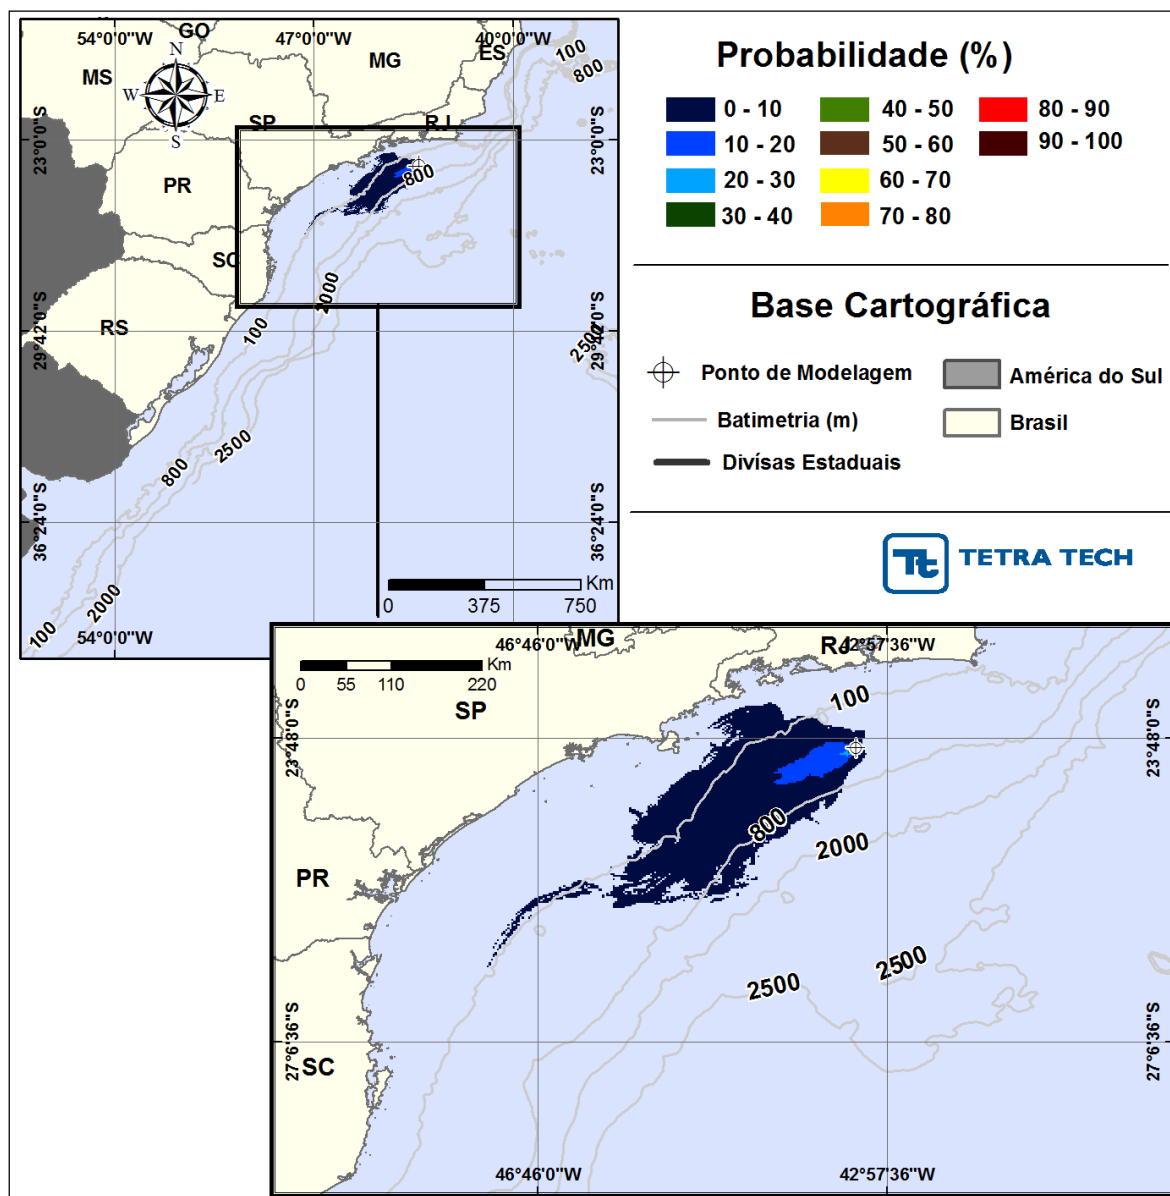 54°0'0"W
47°0'0"W
40°0'0"W
GO
MG
ES
MS
N
W
E
S
SP
RJ
PR
SC
RS
100
800
800
100
2000
2500
2500
800
2000
100
23°0'0"S
29°42'0"S
36°24'0"S
23°0'0"S
29°42'0"S
36°24'0"S
54°0'0"W
Km
0 375 750
Probabilidade (%)
0 - 10
10 - 20
20 - 30
30 - 40
40 - 50
50 - 60
60 - 70
70 - 80
80 - 90
90 - 100
Base Cartográfica
Ponto de Modelagem
Batimetria (m)
Divísas Estaduais
América do Sul
Brasil
Tt TETRA TECH
46°46'0"W
MG
RJ
42°57'36"W
Km
0 55 110 220
SP
100
23°48'0"S
23°48'0"S
800
2000
PR
2500
2500
27°6'36"S
27°6'36"S
SC
46°46'0"W
42°57'36"W